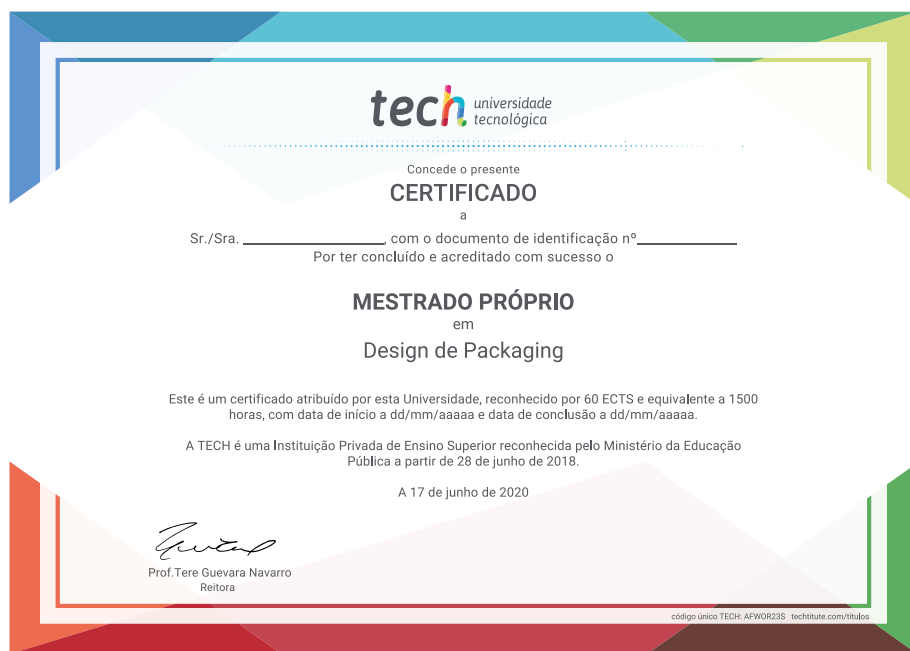 tech universidade
tecnológica
Concede o presente
CERTIFICADO
a
Sr./Sra. ________________, com o documento de identificação nº____________
Por ter concluído e acreditado com sucesso o
MESTRADO PRÓPRIO
em
Design de Packaging
Este é um certificado atribuído por esta Universidade, reconhecido por 60 ECTS e equivalente a 1500
horas, com data de início a dd/mm/aaaaa e data de conclusão a dd/mm/aaaaa.
A TECH é uma Instituição Privada de Ensino Superior reconhecida pelo Ministério da Educação
Pública a partir de 28 de junho de 2018.
A 17 de junho de 2020
Prof.Tere Guevara Navarro
Reitora
código único TECH: AFWOR23S techtitute.com/titulos